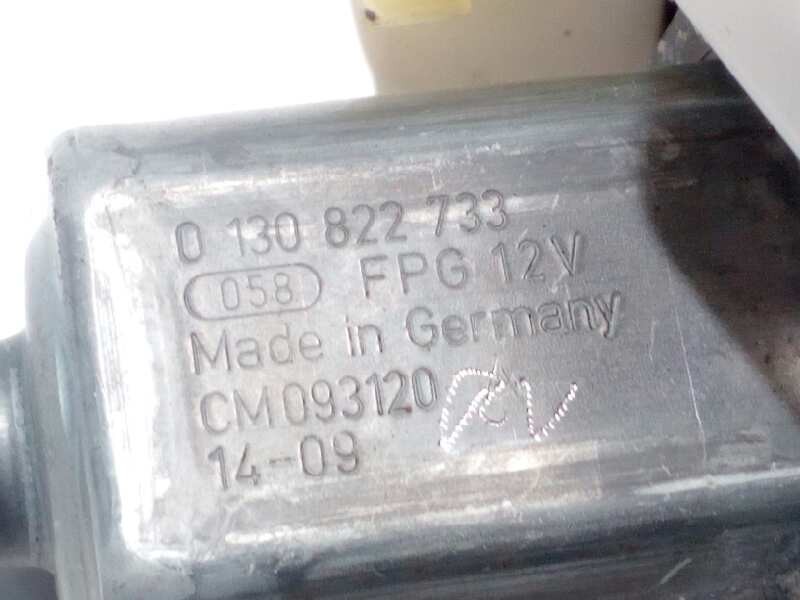 0 130 822 733
058 FPG 12V
Made in Germany
CM093120
14-09